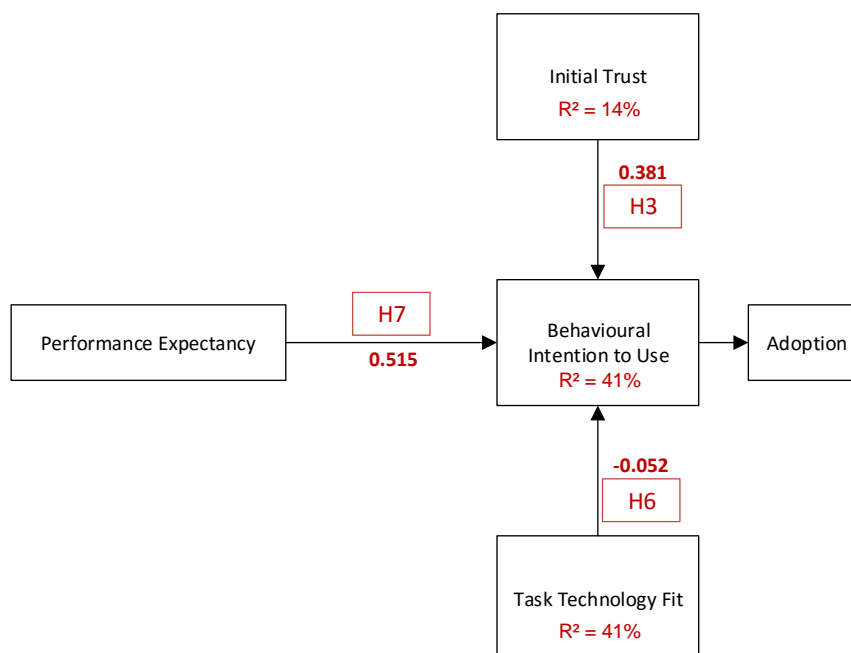 Initial Trust
R² = 14%
0.381
H3
H7
Performance Expectancy
0.515
Behavioural
Intention to Use
R² = 41%
Adoption
-0.052
H6
Task Technology Fit
R² = 41%